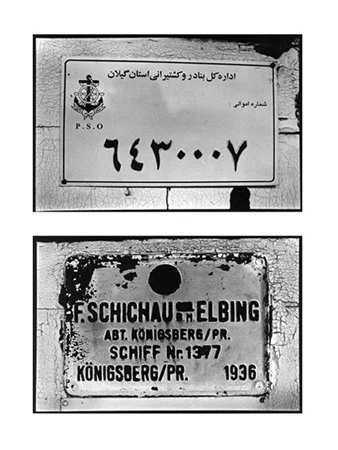 اداره کل بنادر و کشتیرانی استان گیلان
شماره اموالی :
P.S.O
٦٤٣٠٠٠٧
F. SCHICHAU ELBING
ABT. KÖNIGSBERG/PR.
SCHIFF Nr. 1377
KÖNIGSBERG/PR. 1936